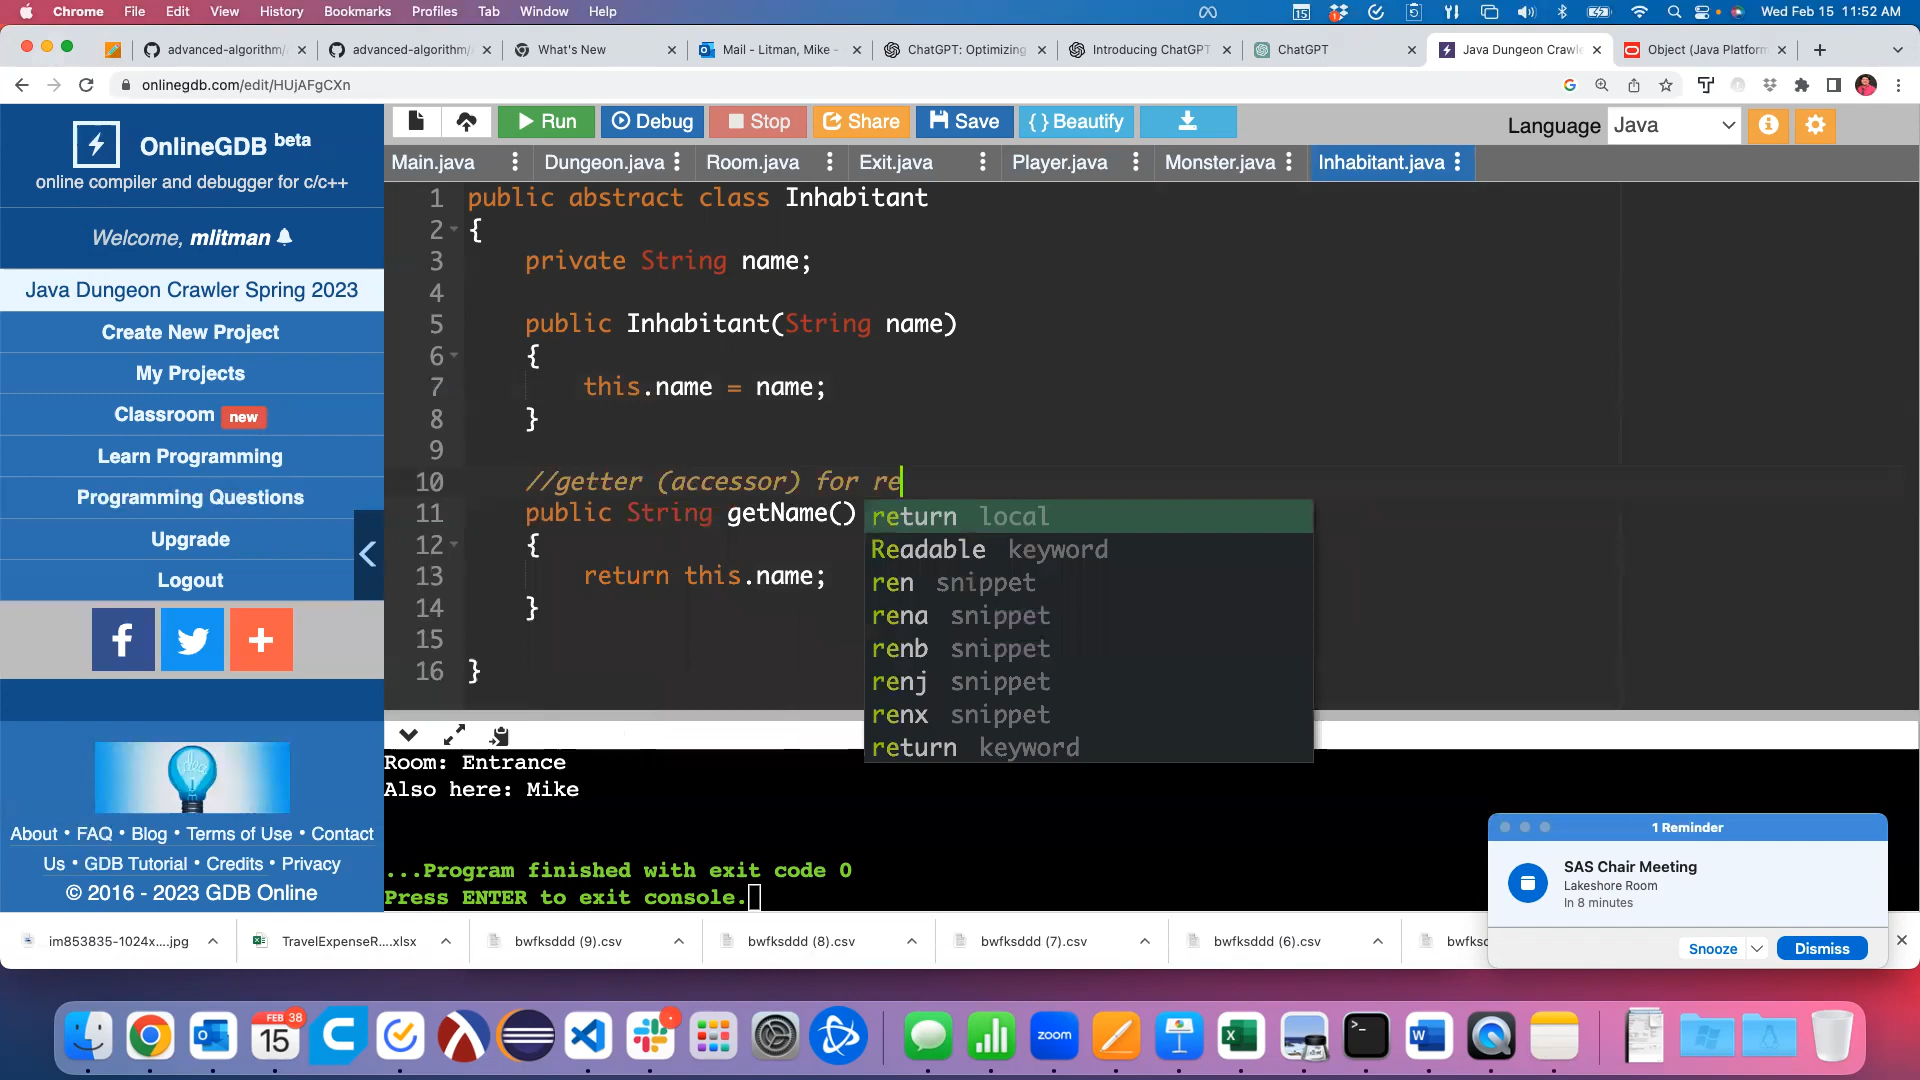 Chrome File Edit View History Bookmarks Profiles Tab Window Help 15 1 Wed Feb 15 11:52 AM
advanced-algorithm/ advanced-algorithm/ What's New Mail - Litman, Mike - ChatGPT: Optimizing Introducing ChatGPT ChatGPT Java Dungeon Crawle Object (Java Platform
onlinegdb.com/edit/HUjAFgCXn
OnlineGDB beta
online compiler and debugger for c/c++
Welcome, mlitman
Java Dungeon Crawler Spring 2023
Create New Project
My Projects
Classroom new
Learn Programming
Programming Questions
Upgrade
Logout
About • FAQ • Blog • Terms of Use • Contact
Us • GDB Tutorial • Credits • Privacy
© 2016 - 2023 GDB Online
Run Debug Stop Share Save { } Beautify Language Java
Main.java Dungeon.java Room.java Exit.java Player.java Monster.java Inhabitant.java
1 public abstract class Inhabitant
2 {
3 private String name;
4
5 public Inhabitant(String name)
6 {
7 this.name = name;
8 }
9
10 //getter (accessor) for re
11 public String getName()
12 {
13 return this.name;
14 }
15
16 }
return local
Readable keyword
ren snippet
rena snippet
renb snippet
renj snippet
renx snippet
return keyword
Room: Entrance
Also here: Mike
...Program finished with exit code 0
Press ENTER to exit console.
1 Reminder
SAS Chair Meeting
Lakeshore Room
In 8 minutes
Snooze Dismiss
im853835-1024x....jpg TravelExpenseR....xlsx bwfksddd (9).csv bwfksddd (8).csv bwfksddd (7).csv bwfksddd (6).csv bwfksd
FEB 38
15
zoom